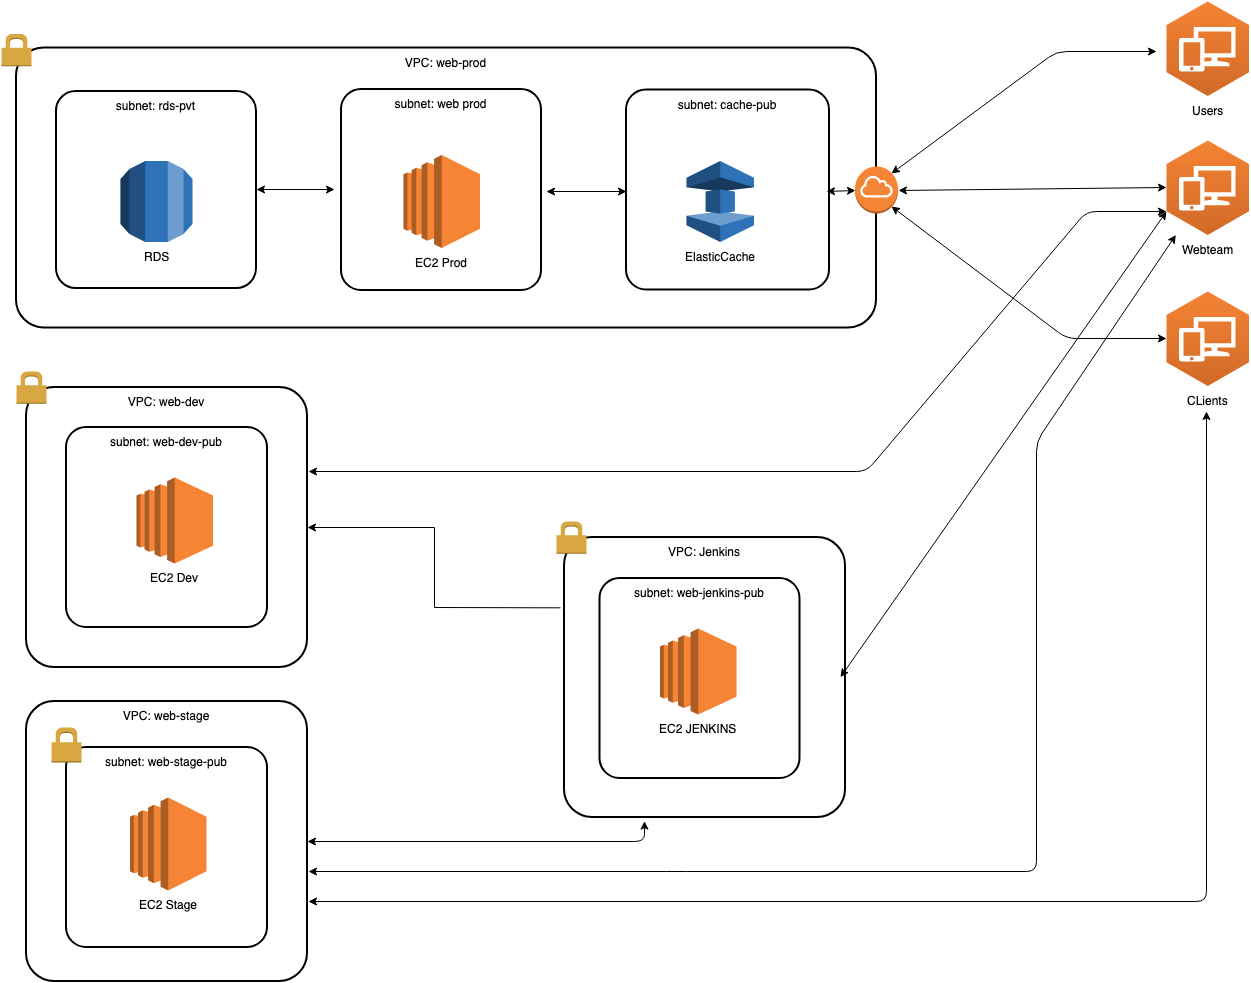 VPC: web-prod
subnet: rds-pvt
subnet: web prod
subnet: cache-pub
RDS
EC2 Prod
ElasticCache
Users
Webteam
CLients
VPC: web-dev
subnet: web-dev-pub
EC2 Dev
VPC: Jenkins
subnet: web-jenkins-pub
EC2 JENKINS
VPC: web-stage
subnet: web-stage-pub
EC2 Stage